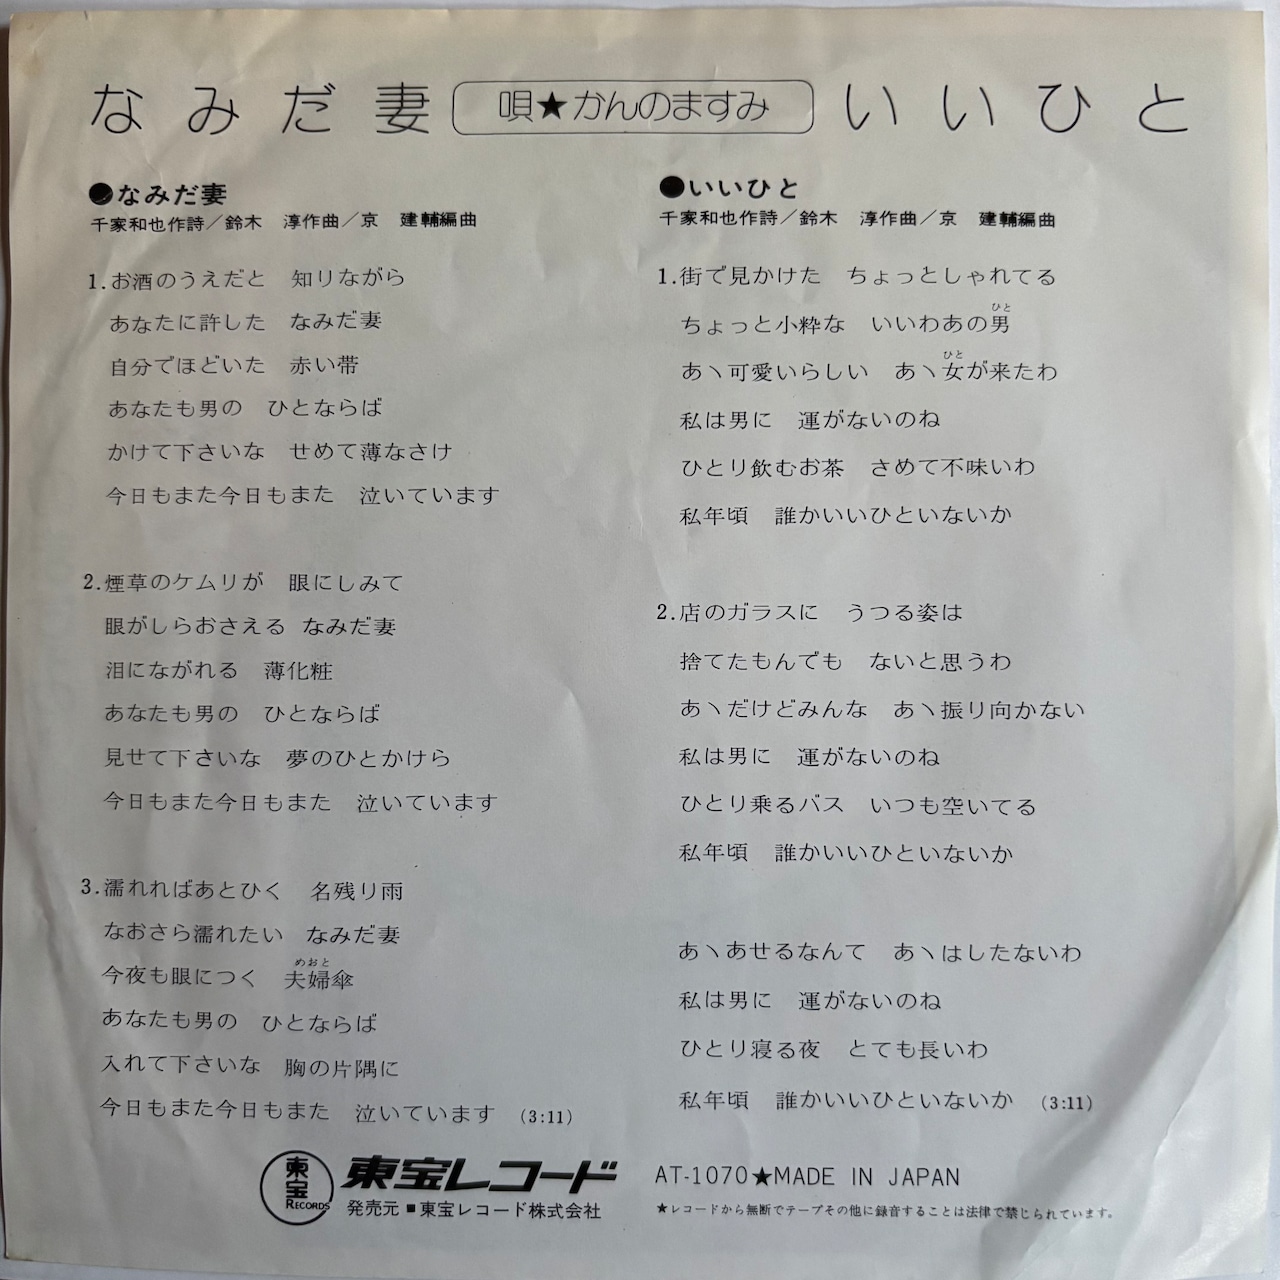 なみだ妻 唄★かんのますみ いいひと
●なみだ妻
千家和也作詩／鈴木　淳作曲／京　建輔編曲
1.お酒のうえだと　知りながら
あなたに許した　なみだ妻
自分でほどいた　赤い帯
あなたも男の　ひとならば
かけて下さいな　せめて薄なさけ
今日もまた今日もまた　泣いています
2.煙草のケムリが　眼にしみて
眼がしらおさえる　なみだ妻
泪にながれる　薄化粧
あなたも男の　ひとならば
見せて下さいな　夢のひとかけら
今日もまた今日もまた　泣いています
3.濡れればあとひく　名残り雨
なおさら濡れたい　なみだ妻
めおと
今夜も眼につく　夫婦傘
あなたも男の　ひとならば
入れて下さいな　胸の片隅に
今日もまた今日もまた　泣いています　(3:11)
●いいひと
千家和也作詩／鈴木　淳作曲／京　建輔編曲
1.街で見かけた　ちょっとしゃれてる
ひと
ちょっと小粋な　いいわあの男
ひと
あヽ可愛いらしい　あヽ女が来たわ
私は男に　運がないのね
ひとり飲むお茶　さめて不味いわ
私年頃　誰かいいひといないか
2.店のガラスに　うつる姿は
捨てたもんでも　ないと思うわ
あヽだけどみんな　あヽ振り向かない
私は男に　運がないのね
ひとり乗るバス　いつも空いてる
私年頃　誰かいいひといないか
あヽあせるなんて　あヽはしたないわ
私は男に　運がないのね
ひとり寝る夜　とても長いわ
私年頃　誰かいいひといないか　(3:11)
東宝 RECORDS
東宝レコード
発売元■東宝レコード株式会社
AT-1070★MADE IN JAPAN
★レコードから無断でテープその他に録音することは法律で禁じられています。